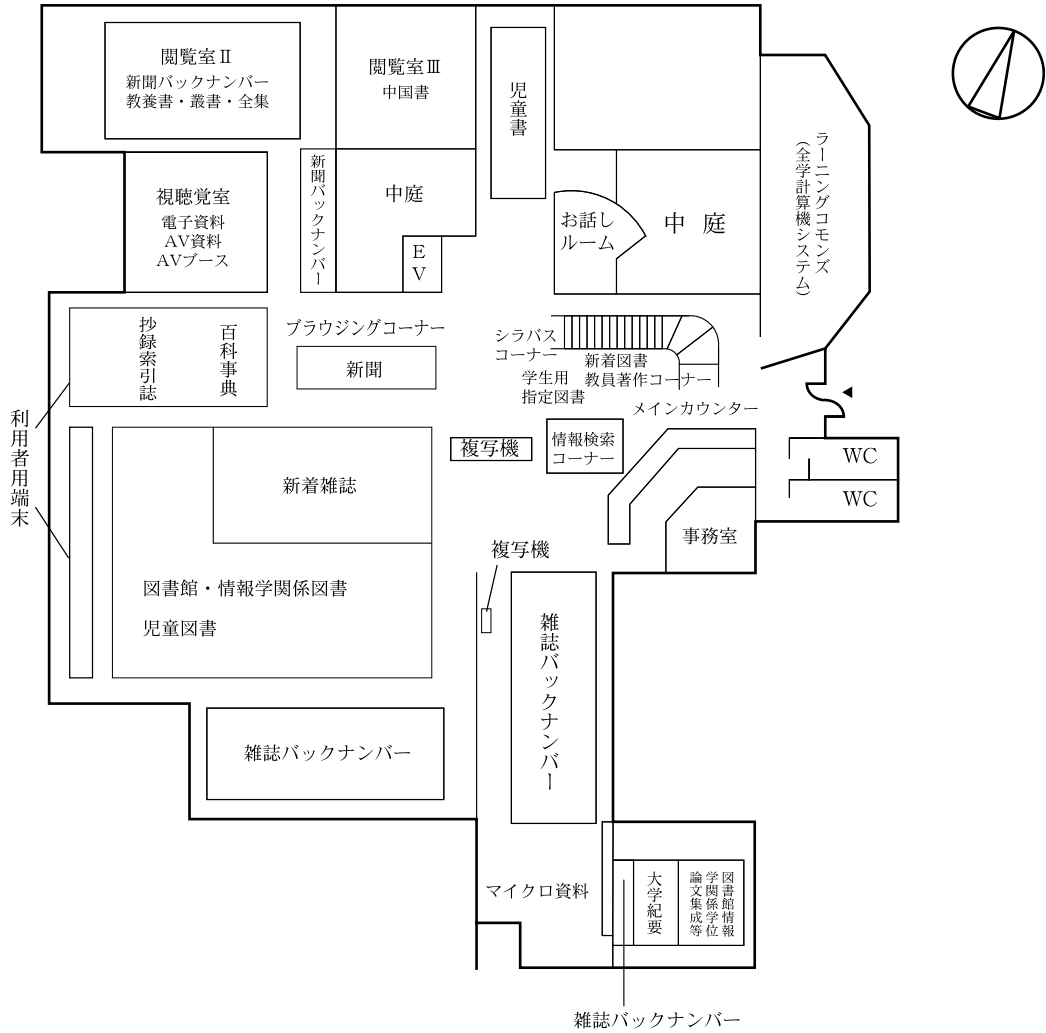 閲覧室Ⅱ
新聞バックナンバー
教養書・叢書・全集
閲覧室Ⅲ
中国書
児童書
ラーニングコモンズ
(全学計算機システム)
視聴覚室
電子資料
AV資料
AVブース
新聞バックナンバー
中庭
EV
お話し
ルーム
中庭
抄録索引誌
百科事典
ブラウジングコーナー
新聞
シラバス
コーナー
新着図書
教員著作コーナー
学生用
指定図書
メインカウンター
利用者用端末
複写機
情報検索
コーナー
WC
WC
新着雑誌
事務室
複写機
図書館・情報学関係図書
児童図書
雑誌バックナンバー
雑誌バックナンバー
マイクロ資料
大学紀要
図書館情報
学関係学位
論文集成等
雑誌バックナンバー